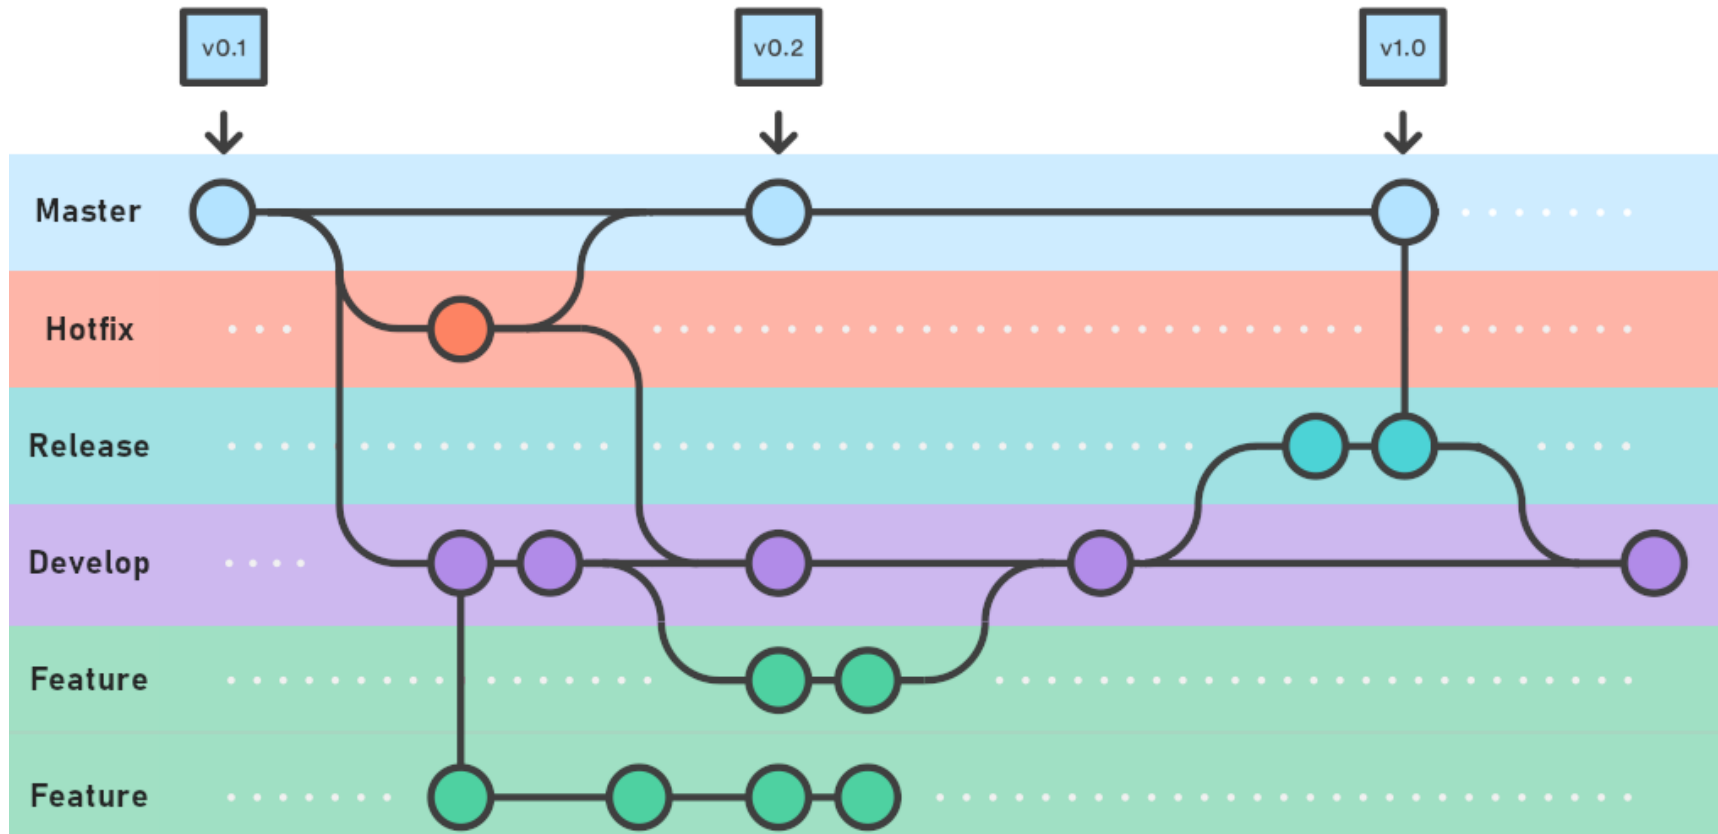 v0.1
v0.2
v1.0
Master
Hotfix
Release
Develop
Feature
Feature